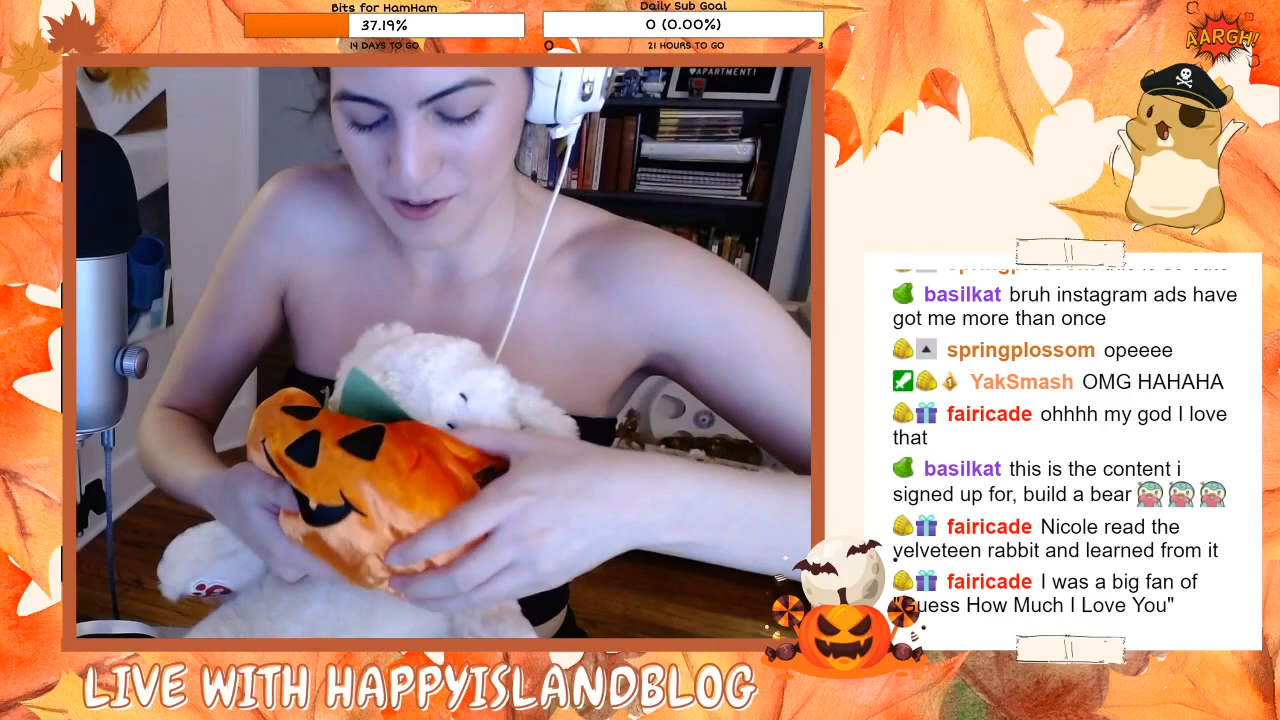 Bits for HamHam
37.19%
14 DAYS TO GO
Daily Sub Goal
0 (0.00%)
0
21 HOURS TO GO
3
AARGH!
♥APARTMENT!
basilkat bruh instagram ads have
got me more than once
springplossom opeeee
YakSmash OMG HAHAHA
fairicade ohhhh my god I love
that
basilkat this is the content i
signed up for, build a bear
fairicade Nicole read the
velveteen rabbit and learned from it
fairicade I was a big fan of
"Guess How Much I Love You"
LIVE WITH HAPPYISLANDBLOG